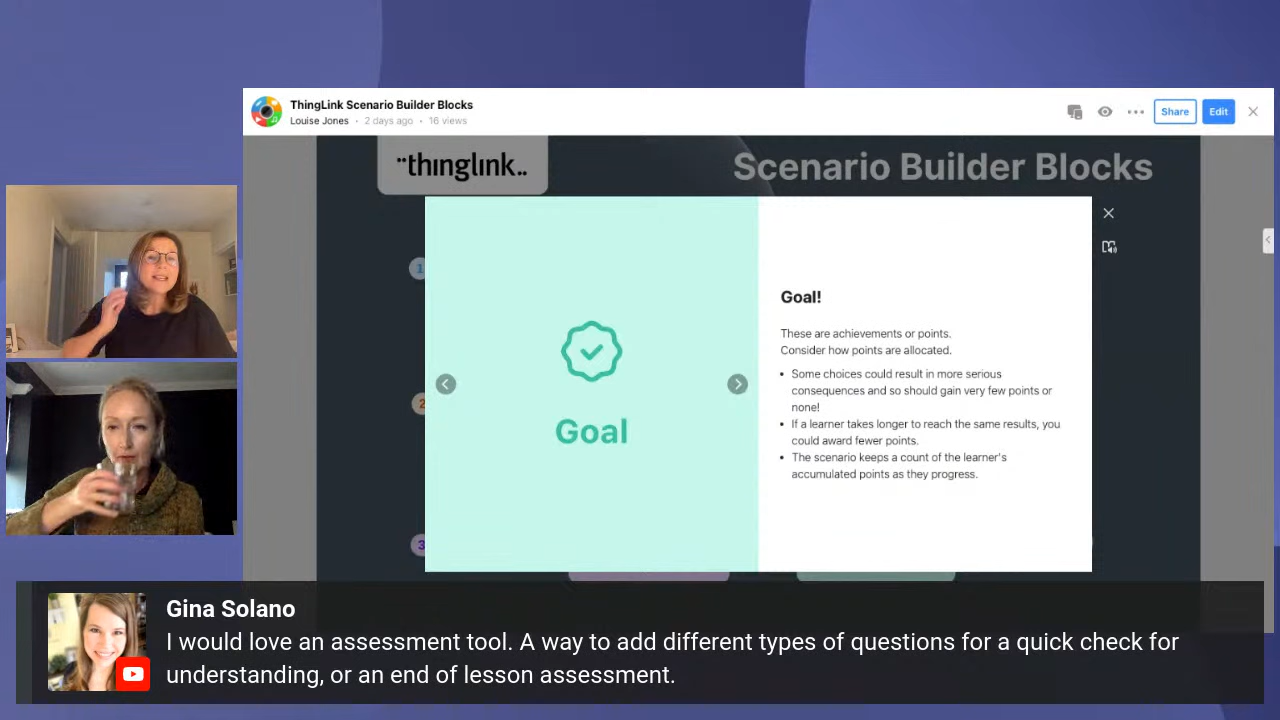 ThingLink Scenario Builder Blocks
Louise Jones • 2 days ago • 16 views
Share
Edit
¨thınglınk..
Scenario Builder Blocks
1
2
3
Goal
Goal!
These are achievements or points.
Consider how points are allocated.
• Some choices could result in more serious
consequences and so should gain very few points or
none!
• If a learner takes longer to reach the same results, you
could award fewer points.
• The scenario keeps a count of the learner's
accumulated points as they progress.
Gina Solano
I would love an assessment tool. A way to add different types of questions for a quick check for
understanding, or an end of lesson assessment.